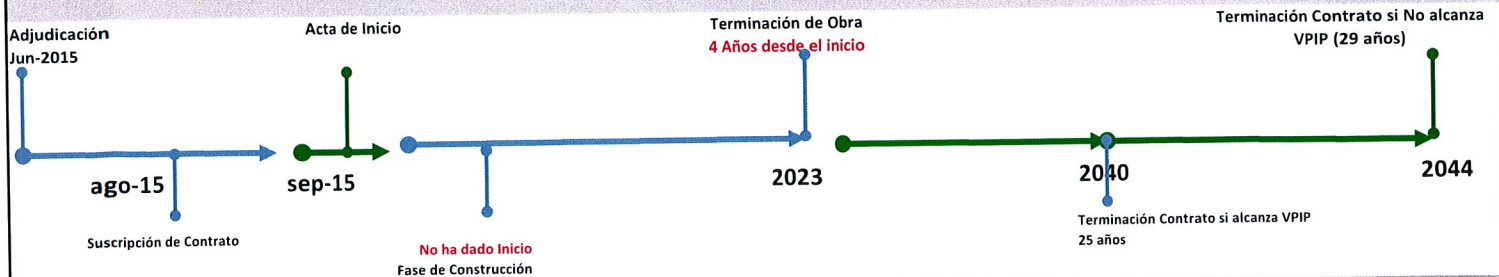 Adjudicación
Jun-2015
Acta de Inicio
Terminación de Obra
4 Años desde el inicio
Terminación Contrato si No alcanza
VPIP (29 años)
ago-15
sep-15
2023
2040
2044
Suscripción de Contrato
No ha dado Inicio
Fase de Construcción
Terminación Contrato si alcanza VPIP
25 años